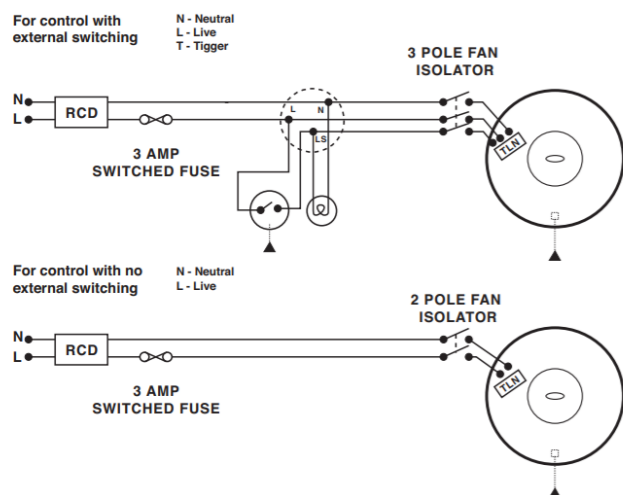 For control with
external switching
N - Neutral
L - Live
T - Tigger
3 POLE FAN
ISOLATOR
N
L
RCD
L
N
LS
TLN
3 AMP
SWITCHED FUSE
For control with no
external switching
N - Neutral
L - Live
2 POLE FAN
ISOLATOR
N
L
RCD
TLN
3 AMP
SWITCHED FUSE